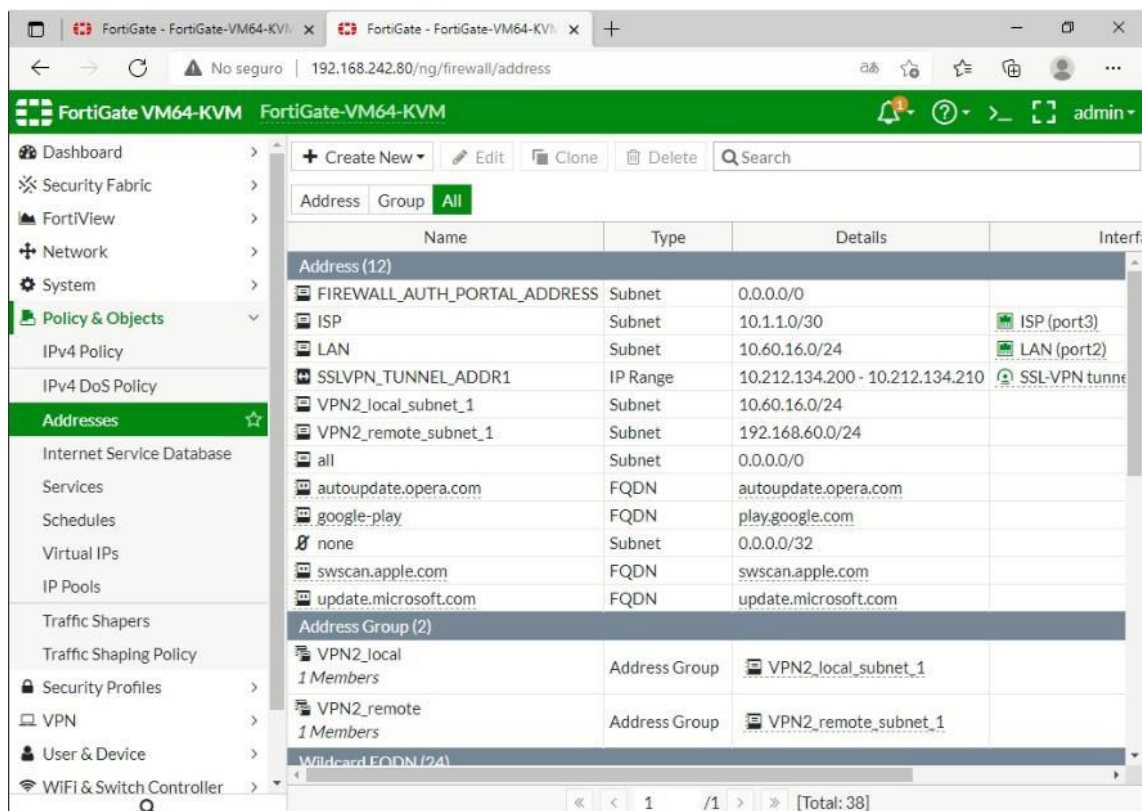 FortiGate - FortiGate-VM64-KV
FortiGate - FortiGate-VM64-KV
No seguro | 192.168.242.80/ng/firewall/address
FortiGate VM64-KVM FortiGate-VM64-KVM
1
admin
Dashboard
Security Fabric
FortiView
Network
System
Policy & Objects
IPv4 Policy
IPv4 DoS Policy
Addresses
Internet Service Database
Services
Schedules
Virtual IPs
IP Pools
Traffic Shapers
Traffic Shaping Policy
Security Profiles
VPN
User & Device
WiFi & Switch Controller
+ Create New Edit Clone Delete Search
Address Group All
Name Type Details Interf
Address (12)
FIREWALL_AUTH_PORTAL_ADDRESS Subnet 0.0.0.0/0
ISP Subnet 10.1.1.0/30 ISP (port3)
LAN Subnet 10.60.16.0/24 LAN (port2)
SSLVPN_TUNNEL_ADDR1 IP Range 10.212.134.200 - 10.212.134.210 SSL-VPN tunne
VPN2_local_subnet_1 Subnet 10.60.16.0/24
VPN2_remote_subnet_1 Subnet 192.168.60.0/24
all Subnet 0.0.0.0/0
autoupdate.opera.com FQDN autoupdate.opera.com
google-play FQDN play.google.com
none Subnet 0.0.0.0/32
swscan.apple.com FQDN swscan.apple.com
update.microsoft.com FQDN update.microsoft.com
Address Group (2)
VPN2_local
1 Members
Address Group VPN2_local_subnet_1
VPN2_remote
1 Members
Address Group VPN2_remote_subnet_1
Wildcard FQDN (24)
« < 1 /1 > » [Total: 38]